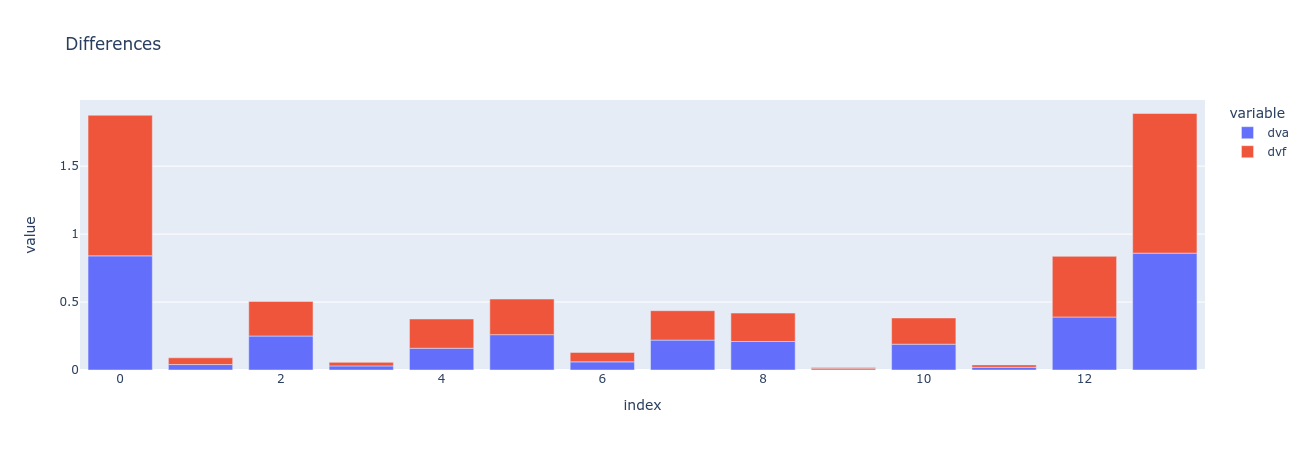 Differences
variable
dva
dvf
value
1.5
1
0.5
0
0 2 4 6 8 10 12
index